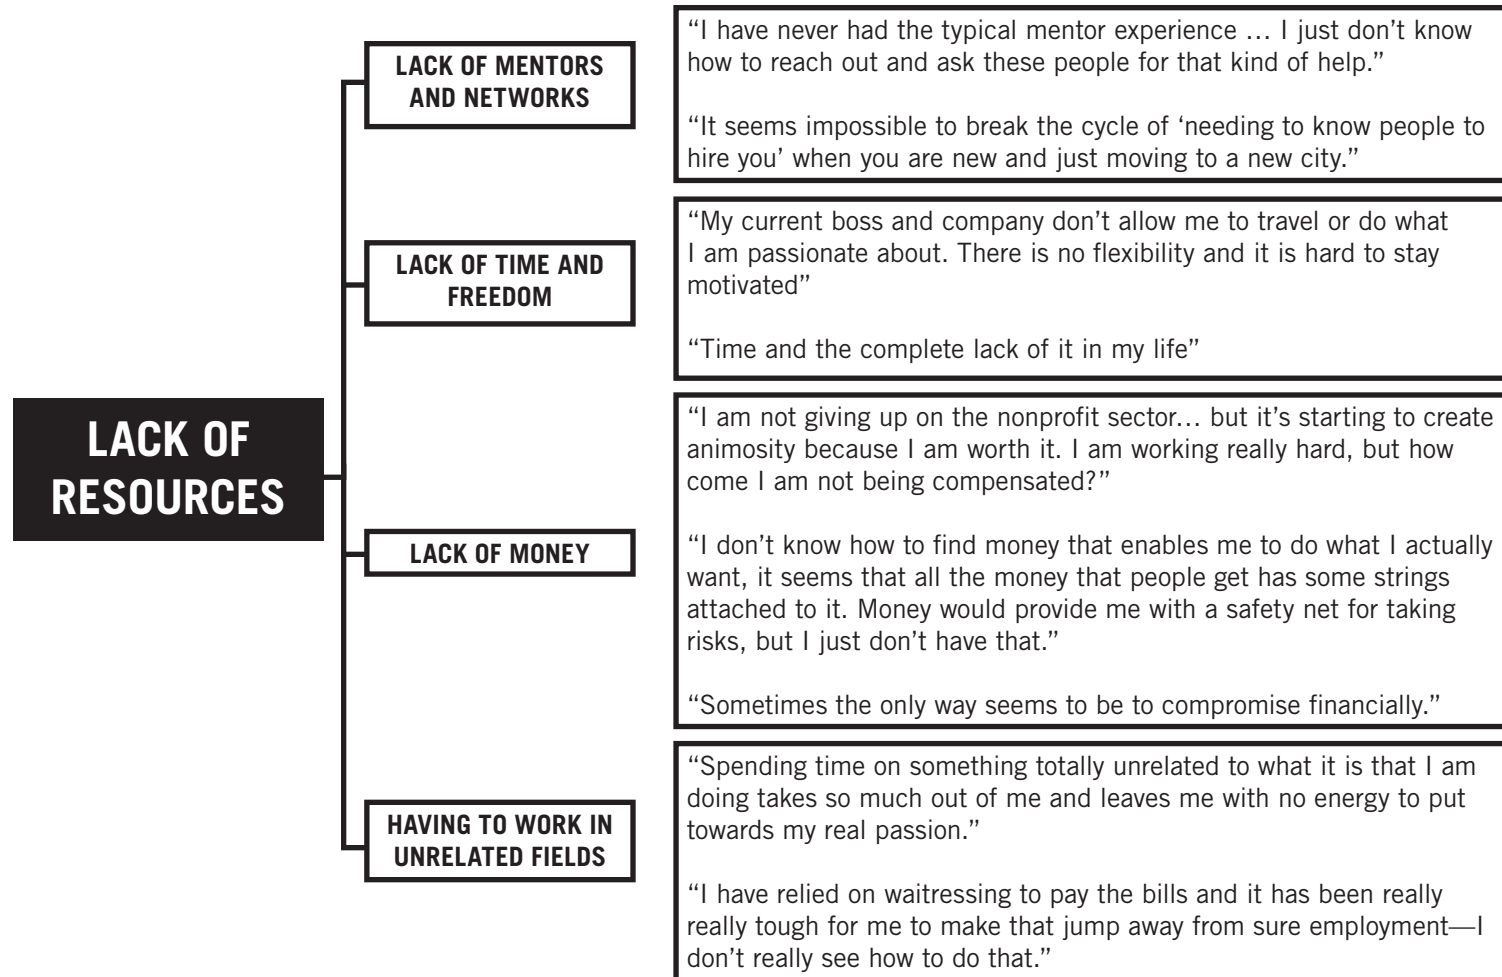 LACK OF
RESOURCES
LACK OF MENTORS
AND NETWORKS
“I have never had the typical mentor experience … I just don’t know
how to reach out and ask these people for that kind of help.”
“It seems impossible to break the cycle of ‘needing to know people to
hire you’ when you are new and just moving to a new city.”
LACK OF TIME AND
FREEDOM
“My current boss and company don’t allow me to travel or do what
I am passionate about. There is no flexibility and it is hard to stay
motivated”
“Time and the complete lack of it in my life”
LACK OF MONEY
“I am not giving up on the nonprofit sector… but it’s starting to create
animosity because I am worth it. I am working really hard, but how
come I am not being compensated?”
“I don’t know how to find money that enables me to do what I actually
want, it seems that all the money that people get has some strings
attached to it. Money would provide me with a safety net for taking
risks, but I just don’t have that.”
“Sometimes the only way seems to be to compromise financially.”
HAVING TO WORK IN
UNRELATED FIELDS
“Spending time on something totally unrelated to what it is that I am
doing takes so much out of me and leaves me with no energy to put
towards my real passion.”
“I have relied on waitressing to pay the bills and it has been really
really tough for me to make that jump away from sure employment—I
don’t really see how to do that.”